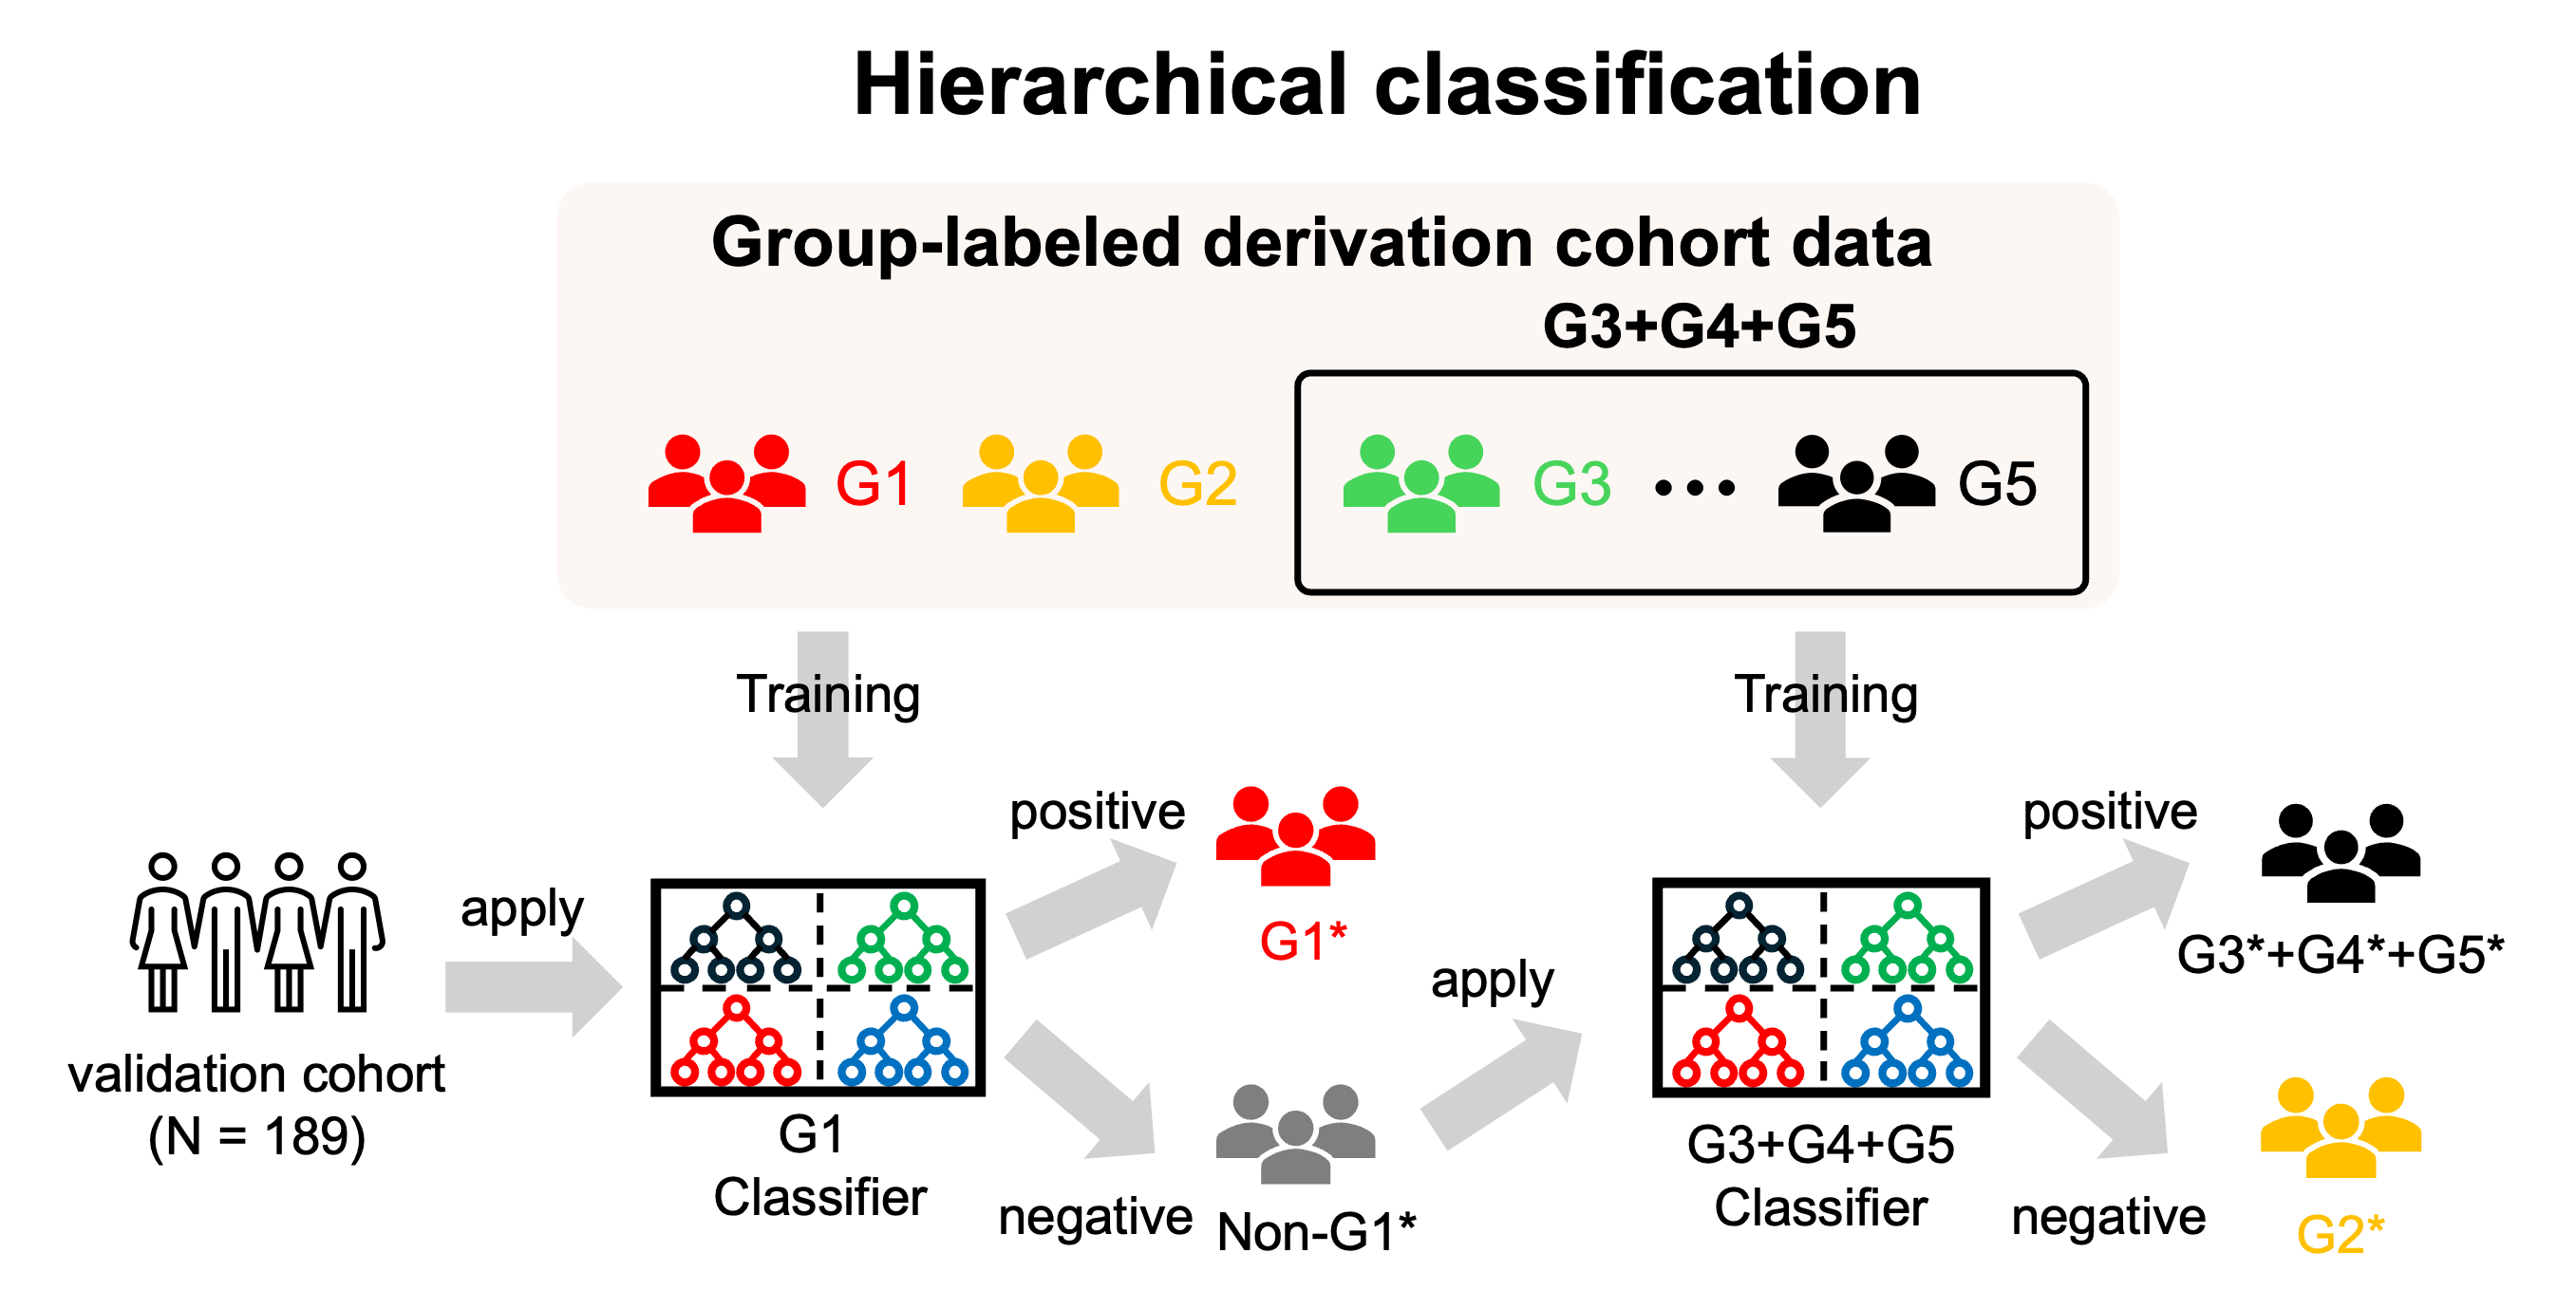 Hierarchical classification
Group-labeled derivation cohort data
G3+G4+G5
G1
G2
G3
G5
Training
Training
validation cohort
(N = 189)
apply
G1
Classifier
positive
G1*
negative
Non-G1*
apply
G3+G4+G5
Classifier
positive
G3*+G4*+G5*
negative
G2*